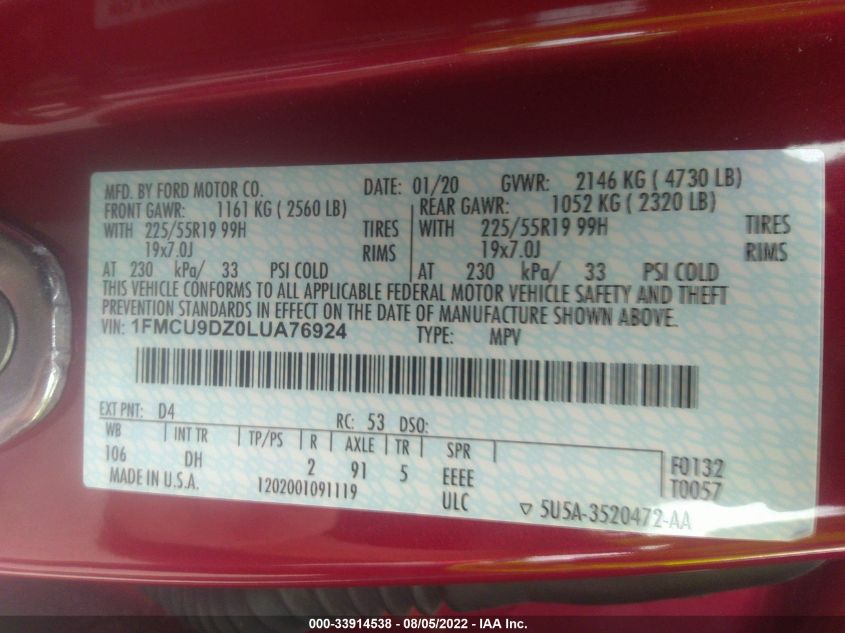 MFD. BY FORD MOTOR CO. DATE: 01/20 GVWR: 2146 KG ( 4730 LB)
FRONT GAWR: 1161 KG ( 2560 LB) REAR GAWR: 1052 KG ( 2320 LB)
WITH 225/55R19 99H TIRES WITH 225/55R19 99H TIRES
19x7.0J RIMS 19x7.0J RIMS
AT 230 kPa/ 33 PSI COLD AT 230 kPa/ 33 PSI COLD
THIS VEHICLE CONFORMS TO ALL APPLICABLE FEDERAL MOTOR VEHICLE SAFETY AND THEFT
PREVENTION STANDARDS IN EFFECT ON THE DATE OF MANUFACTURE SHOWN ABOVE.
VIN: 1FMCU9DZ0LUA76924 TYPE: MPV
EXT PNT: D4 RC: 53 DSO:
WB INT TR TP/PS R AXLE TR SPR
106 DH 2 91 5 EEEE F0132
MADE IN U.S.A. 1202001091119 ULC T0057
▽ 5U5A-3520472-AA
000-33914538 - 08/05/2022 - IAA Inc.